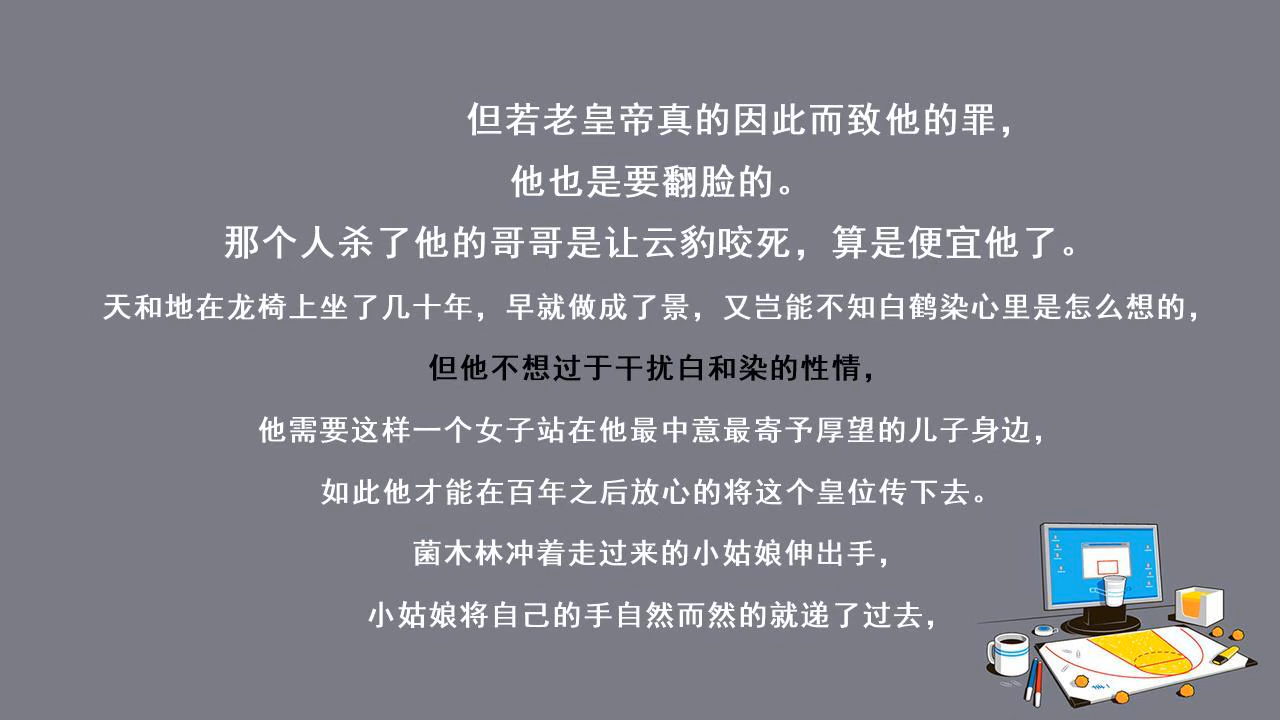 但若老皇帝真的因此而致他的罪，
他也是要翻脸的。
那个人杀了他的哥哥是让云豹咬死，算是便宜他了。
天和地在龙椅上坐了几十年，早就做成了景，又岂能不知白鹤染心里是怎么想的，
但他不想过于干扰白和染的性情，
他需要这样一个女子站在他最中意最寄予厚望的儿子身边，
如此他才能在百年之后放心的将这个皇位传下去。
菌木林冲着走过来的小姑娘伸出手，
小姑娘将自己的手自然而然的就递了过去，